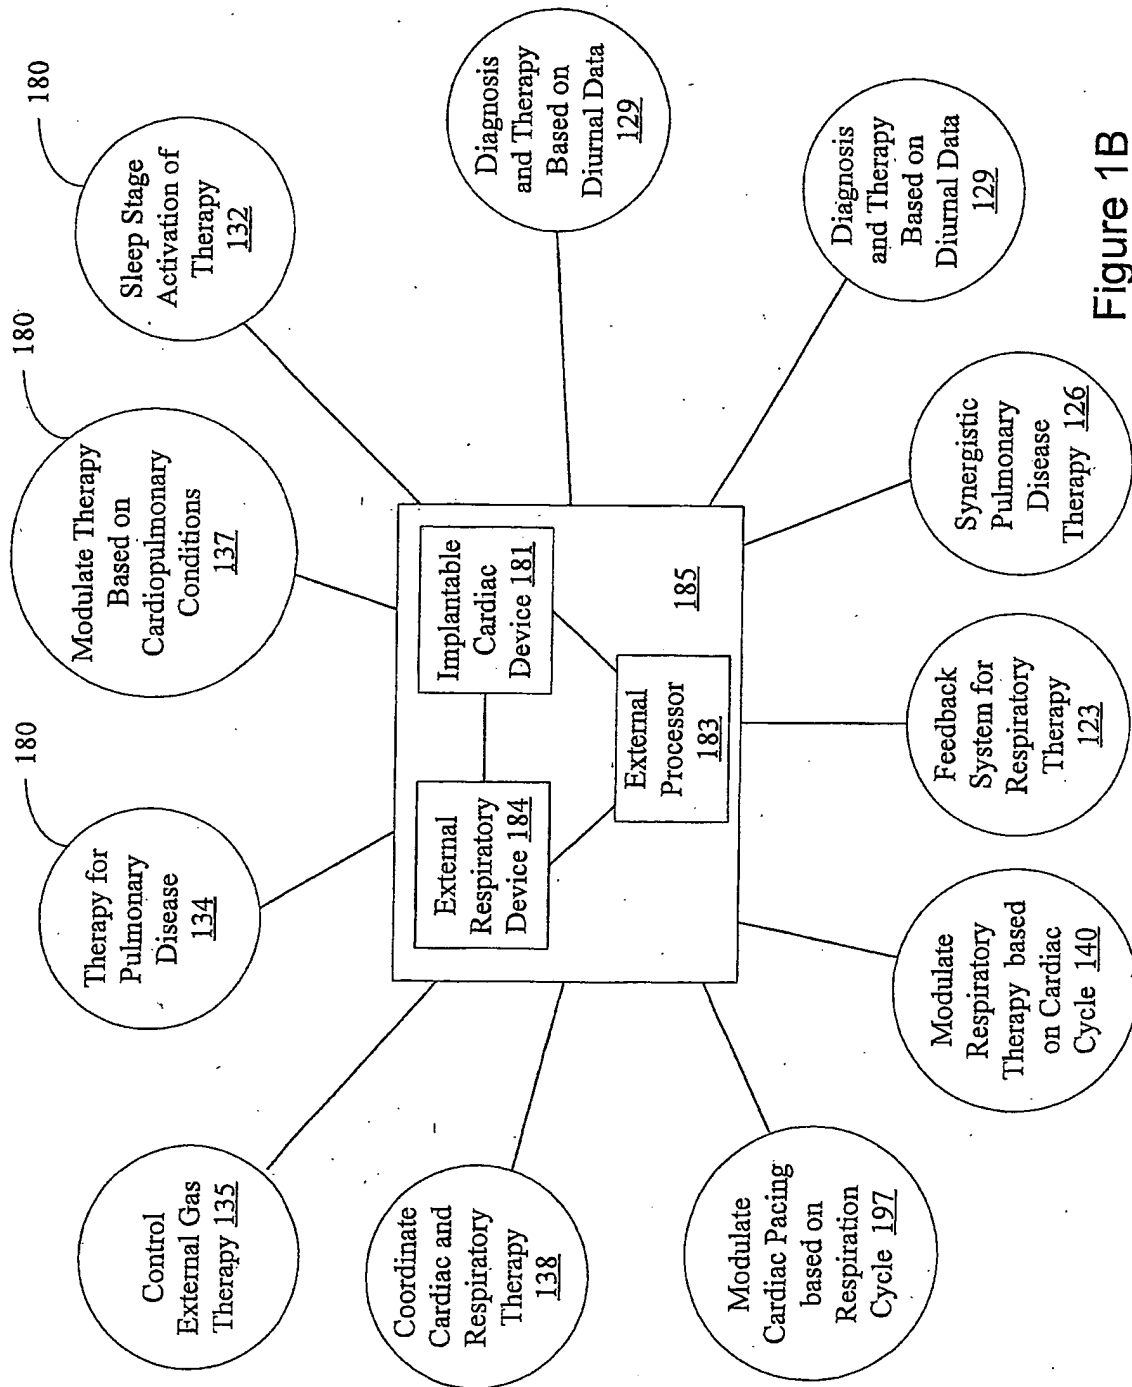 Control
External Gas
Therapy 135
Therapy for
Pulmonary
Disease
134
180
Modulate Therapy
Based on
Cardiopulmonary
Conditions
137
180
Sleep Stage
Activation of
Therapy
132
180
Coordinate
Cardiac and
Respiratory
Therapy
138
External
Respiratory
Device 184
Implantable
Cardiac
Device 181
External
Processor
183
185
Diagnosis
and Therapy
Based on
Diurnal Data
129
Modulate
Cardiac Pacing
based on
Respiration
Cycle 197
Modulate
Respiratory
Therapy based
on Cardiac
Cycle 140
Feedback
System for
Respiratory
Therapy
123
Synergistic
Pulmonary
Disease
Therapy 126
Diagnosis
and Therapy
Based on
Diurnal Data
129
Figure 1B